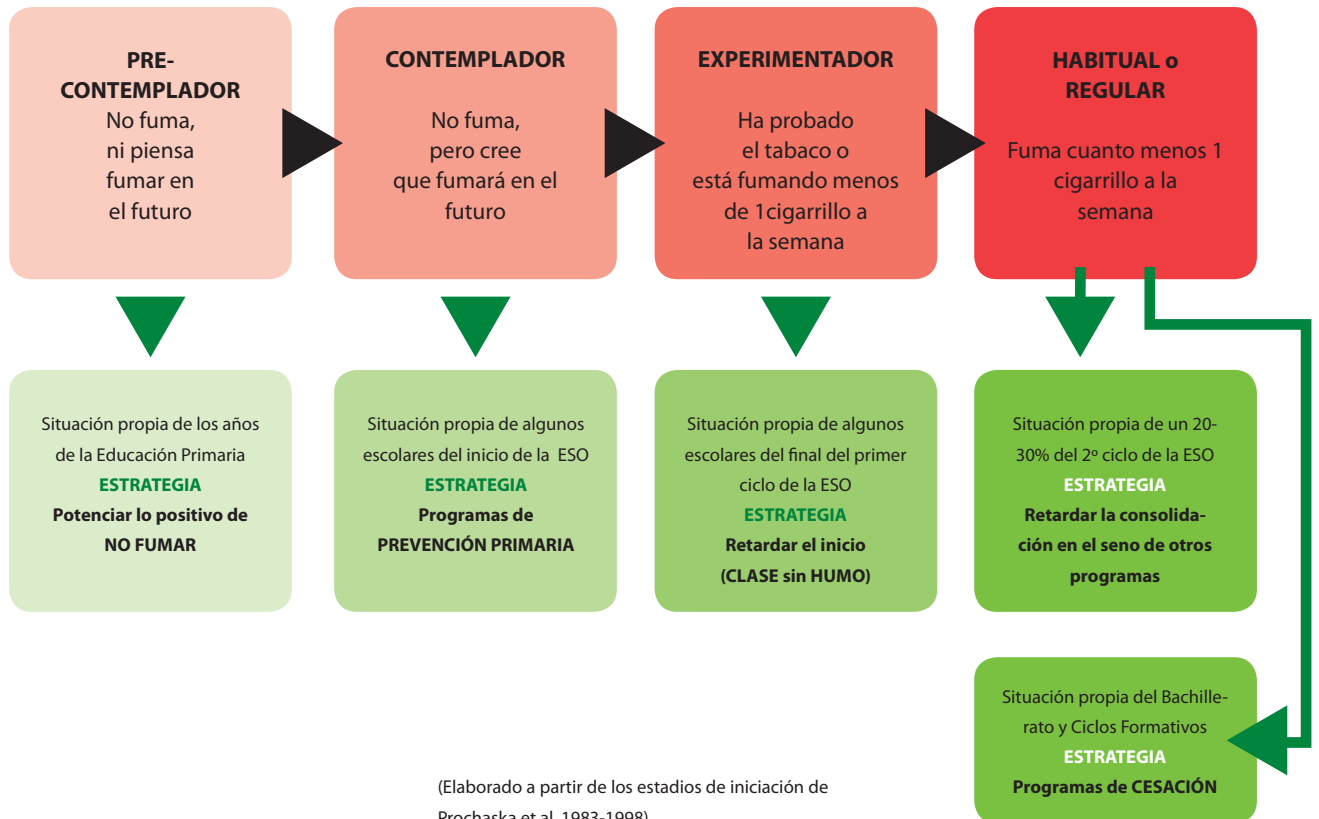 PRE-
CONTEMPLADOR
No fuma,
ni piensa
fumar en
el futuro
CONTEMPLADOR
No fuma,
pero cree
que fumará en el
futuro
EXPERIMENTADOR
Ha probado
el tabaco o
está fumando menos
de 1cigarrillo a
la semana
HABITUAL o
REGULAR
Fuma cuanto menos 1
cigarrillo a la
semana
Situación propia de los años
de la Educación Primaria
ESTRATEGIA
Potenciar lo positivo de
NO FUMAR
Situación propia de algunos
escolares del inicio de la ESO
ESTRATEGIA
Programas de
PREVENCIÓN PRIMARIA
Situación propia de algunos
escolares del final del primer
ciclo de la ESO
ESTRATEGIA
Retardar el inicio
(CLASE sin HUMO)
Situación propia de un 20-
30% del 2º ciclo de la ESO
ESTRATEGIA
Retardar la consolida-
ción en el seno de otros
programas
Situación propia del Bachille-
rato y Ciclos Formativos
ESTRATEGIA
Programas de CESACIÓN
(Elaborado a partir de los estadios de iniciación de
Prochaska et al. 1983-1998)